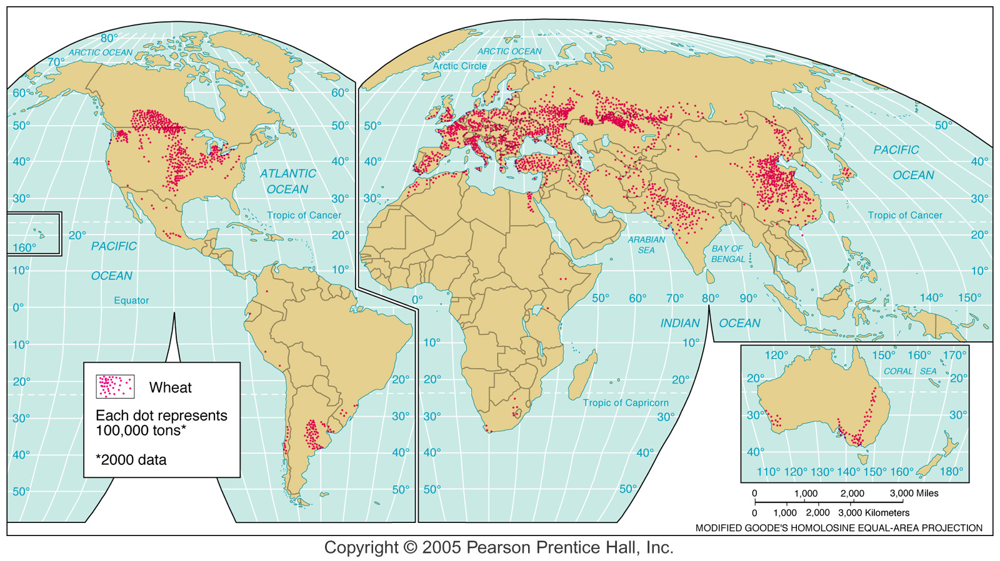 80°
ARCTIC OCEAN
70°
60°
60°
50°
50°
40°
40°
ATLANTIC
OCEAN
30°
30°
Tropic of Cancer
20°
20°
160°
PACIFIC
OCEAN
10°
10°
Equator
0°
10°
20°
20°
30°
30°
40°
40°
50°
50°
ARCTIC OCEAN
Arctic Circle
50°
50°
40°
40°
PACIFIC
OCEAN
30°
30°
Tropic of Cancer
20°
10°
ARABIAN
SEA
BAY OF
BENGAL
0°
50°
60°
70°
80°
90°
140°
150°
INDIAN
OCEAN
10°
10°
20°
20°
Tropic of Capricorn
30°
30°
40°
40°
50°
50°
120°
150°
160°
170°
CORAL SEA
20°
20°
30°
30°
40°
110°
120°
130°
140°
150°
160°
180°
Wheat
Each dot represents
100,000 tons*
*2000 data
0 1,000 2,000 3,000 Miles
0 1,000 2,000 3,000 Kilometers
MODIFIED GOODE'S HOMOLOSINE EQUAL-AREA PROJECTION
Copyright © 2005 Pearson Prentice Hall, Inc.